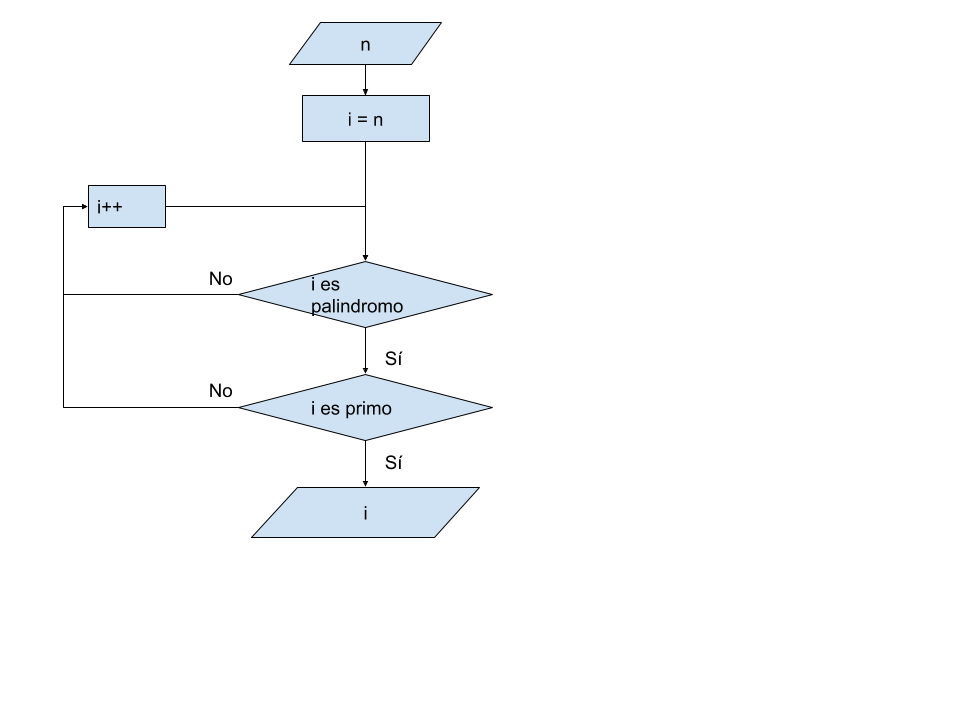 n
i = n
i++
No
i es
palindromo
Sí
No
i es primo
Sí
i